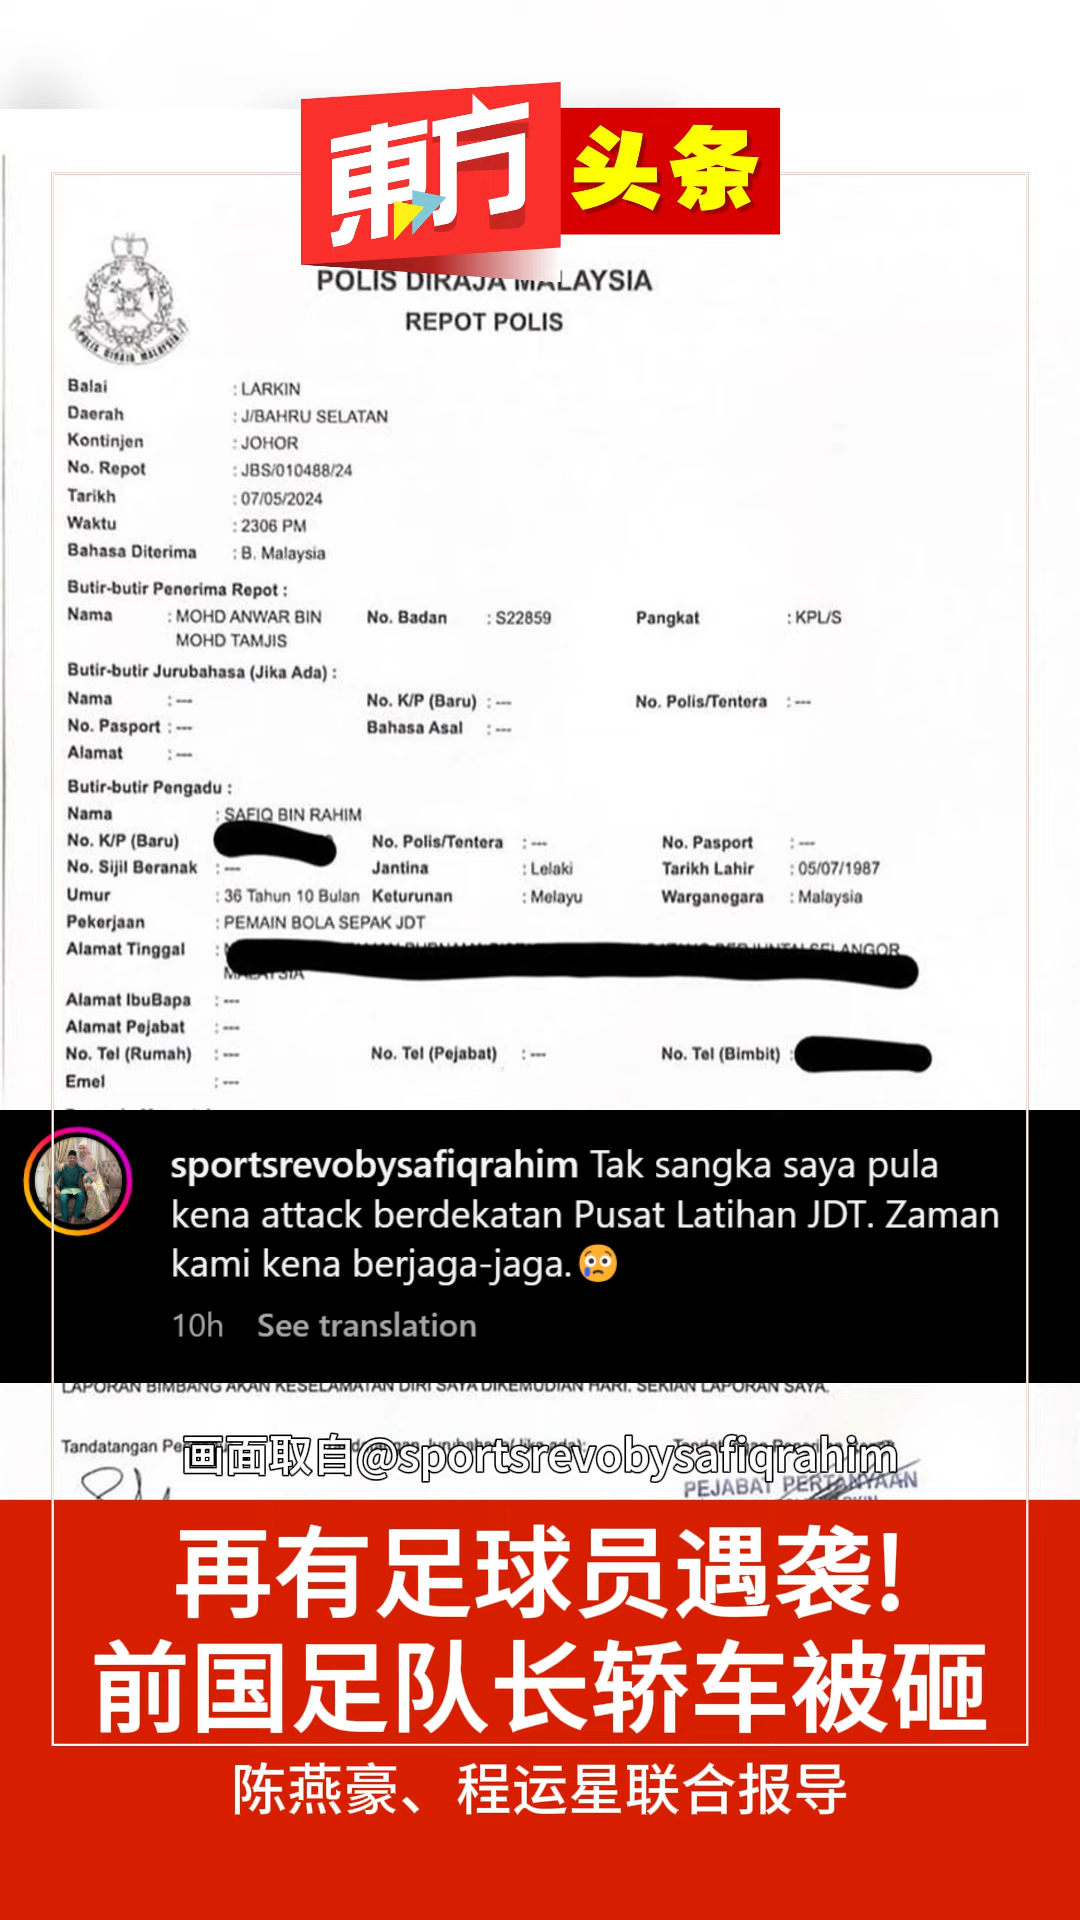 東方 头条
POLIS DIRAJA MALAYSIA
REPOT POLIS
POLIS DIRAJA MALAYSIA
Balai : LARKIN
Daerah : J/BAHRU SELATAN
Kontinjen : JOHOR
No. Repot : JBS/010488/24
Tarikh : 07/05/2024
Waktu : 2306 PM
Bahasa Diterima : B. Malaysia
Butir-butir Penerima Repot :
Nama : MOHD ANWAR BIN No. Badan : S22859 Pangkat : KPL/S
MOHD TAMJIS
Butir-butir Jurubahasa (Jika Ada) :
Nama : --- No. K/P (Baru) : --- No. Polis/Tentera : ---
No. Pasport : --- Bahasa Asal : ---
Alamat : ---
Butir-butir Pengadu :
Nama : SAFIQ BIN RAHIM
No. K/P (Baru) No. Polis/Tentera : --- No. Pasport : ---
No. Sijil Beranak : --- Jantina : Lelaki Tarikh Lahir : 05/07/1987
Umur : 36 Tahun 10 Bulan Keturunan : Melayu Warganegara : Malaysia
Pekerjaan : PEMAIN BOLA SEPAK JDT
Alamat Tinggal : SELANGOR
MALAYSIA
Alamat IbuBapa : ---
Alamat Pejabat : ---
No. Tel (Rumah) : --- No. Tel (Pejabat) : --- No. Tel (Bimbit) :
Emel : ---
sportsrevobysafiqrahim Tak sangka saya pula
kena attack berdekatan Pusat Latihan JDT. Zaman
kami kena berjaga-jaga.😢
10h See translation
LAPORAN BIMBANG AKAN KESELAMATAN DIRI SAYA DIKEMUDIAN HARI. SEKIAN LAPORAN SAYA.
Tandatangan
画面取自@sportsrevobysafiqrahim
PEJABAT PERTANYAAN
再有足球员遇袭!
前国足队长轿车被砸
陈燕豪、程运星联合报导